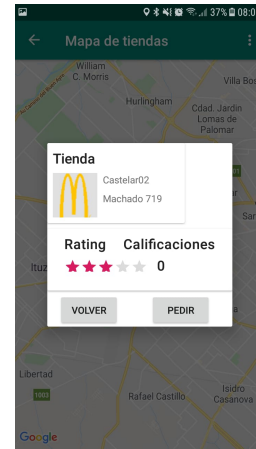 37% 08:0
Mapa de tiendas
William
C. Morris
Villa Bos
Hurlingham
Cdad. Jardin
Lomas de
Palomar
Tienda
Castelar02
Machado 719
Rating Calificaciones
0
Ituz
VOLVER PEDIR
Libertad
1003
Rafael Castillo
Isidro
Casanova
Google